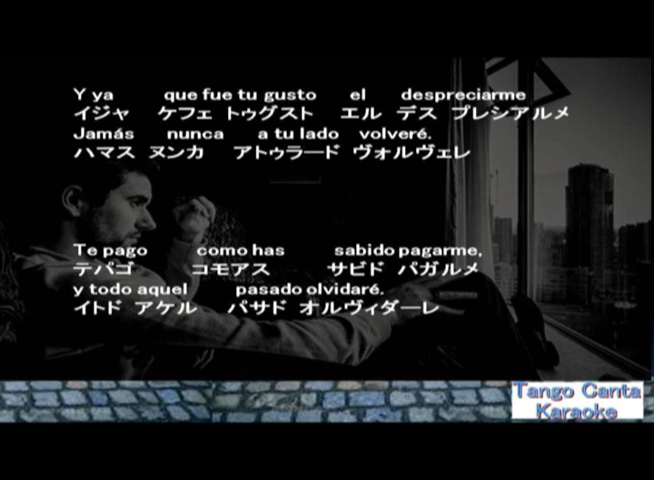 Y ya que fue tu gusto el despreciarme
イジャ ケフェ トゥグスト エル デス プレシアルメ
Jamás nunca a tu lado volveré.
ハマス ヌンカ アトゥラード ヴォルヴェレ
Te pago como has sabido pagarme,
テパゴ コモアス サビド パガルメ
y todo aquel pasado olvidaré.
イトド アケル パサド オルヴィダーレ
Tango Canta
Karaoke